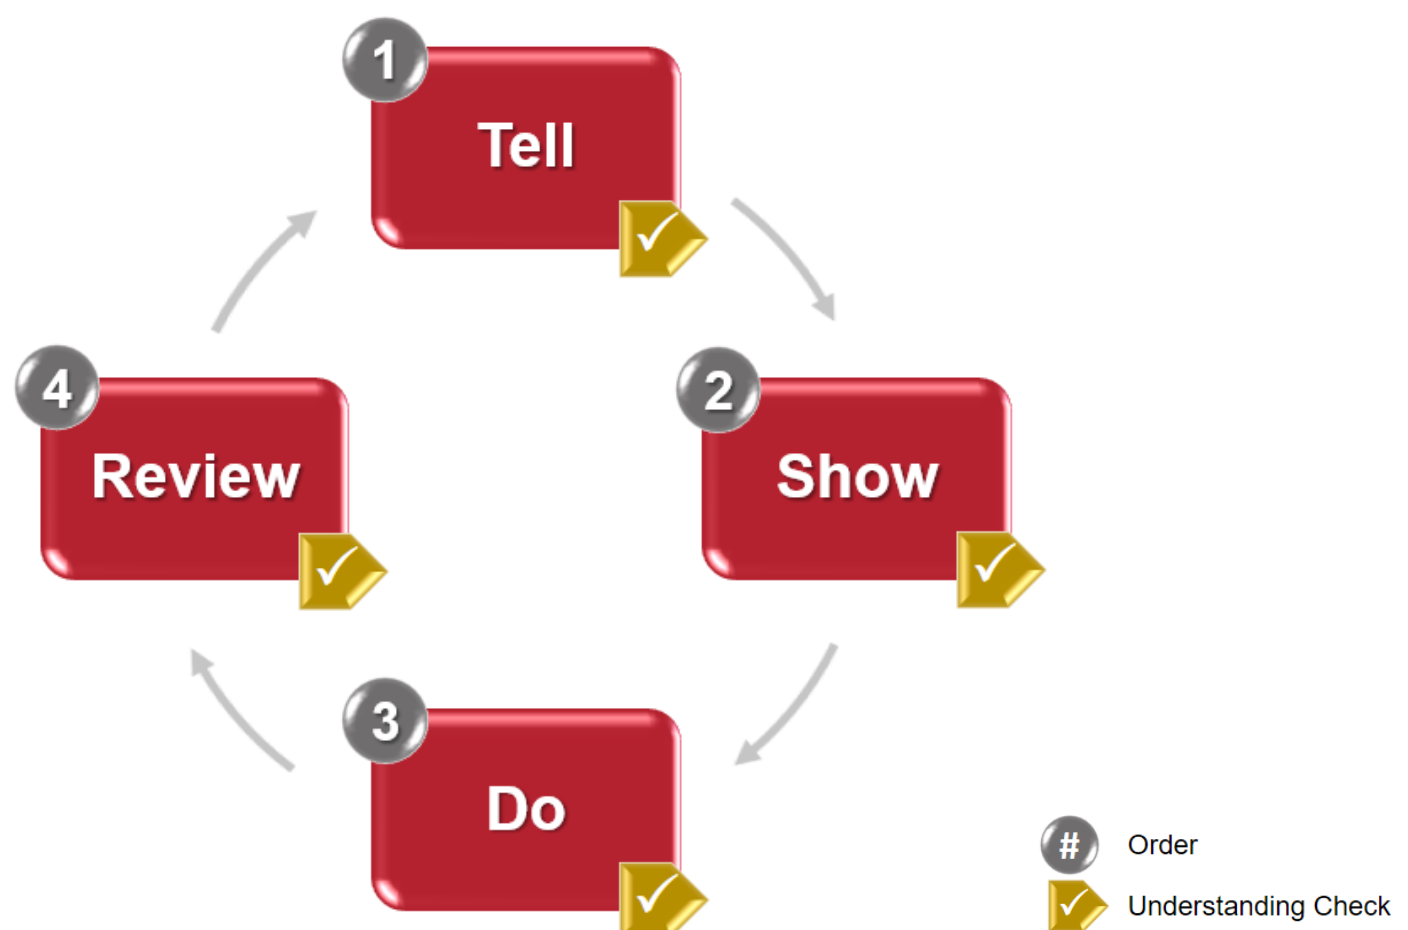 1
Tell
2
Show
3
Do
4
Review
# Order
Understanding Check